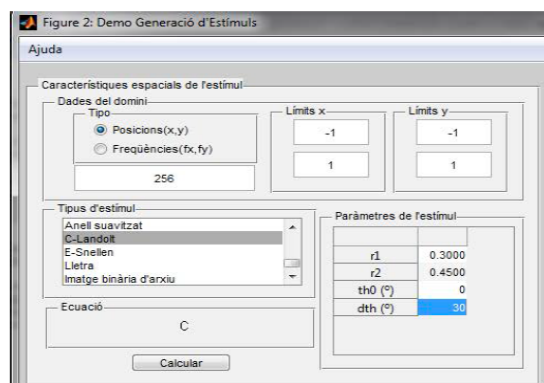 Figure 2: Demo Generació d'Estímuls
Ajuda
Característiques espacials de l'estímul
Dades del domini
Tipo
Posicions(x,y)
Freqüències(fx,fy)
256
Límits x
-1
1
Límits y
-1
1
Tipus d'estímul
Anell suavitzat
C-Landolt
E-Snellen
Lletra
Imatge binària d'arxiu
Ecuació
C
Calcular
Paràmetres de l'estímul
r1 0.3000
r2 0.4500
th0 (º) 0
dth (º) 30